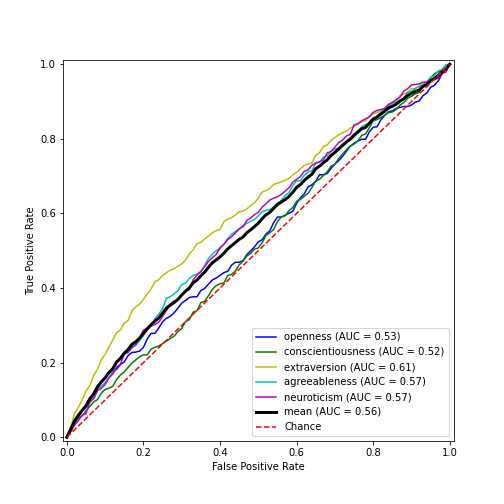 1.0
0.8
0.6
0.4
0.2
0.0
True Positive Rate
0.0 0.2 0.4 0.6 0.8 1.0
False Positive Rate
openness (AUC = 0.53)
conscientiousness (AUC = 0.52)
extraversion (AUC = 0.61)
agreeableness (AUC = 0.57)
neuroticism (AUC = 0.57)
mean (AUC = 0.56)
Chance